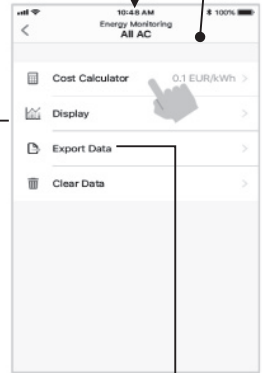 10:48 AM 100%
Energy Monitoring
All AC
Cost Calculator 0.1 EUR/kWh
Display
Export Data
Clear Data